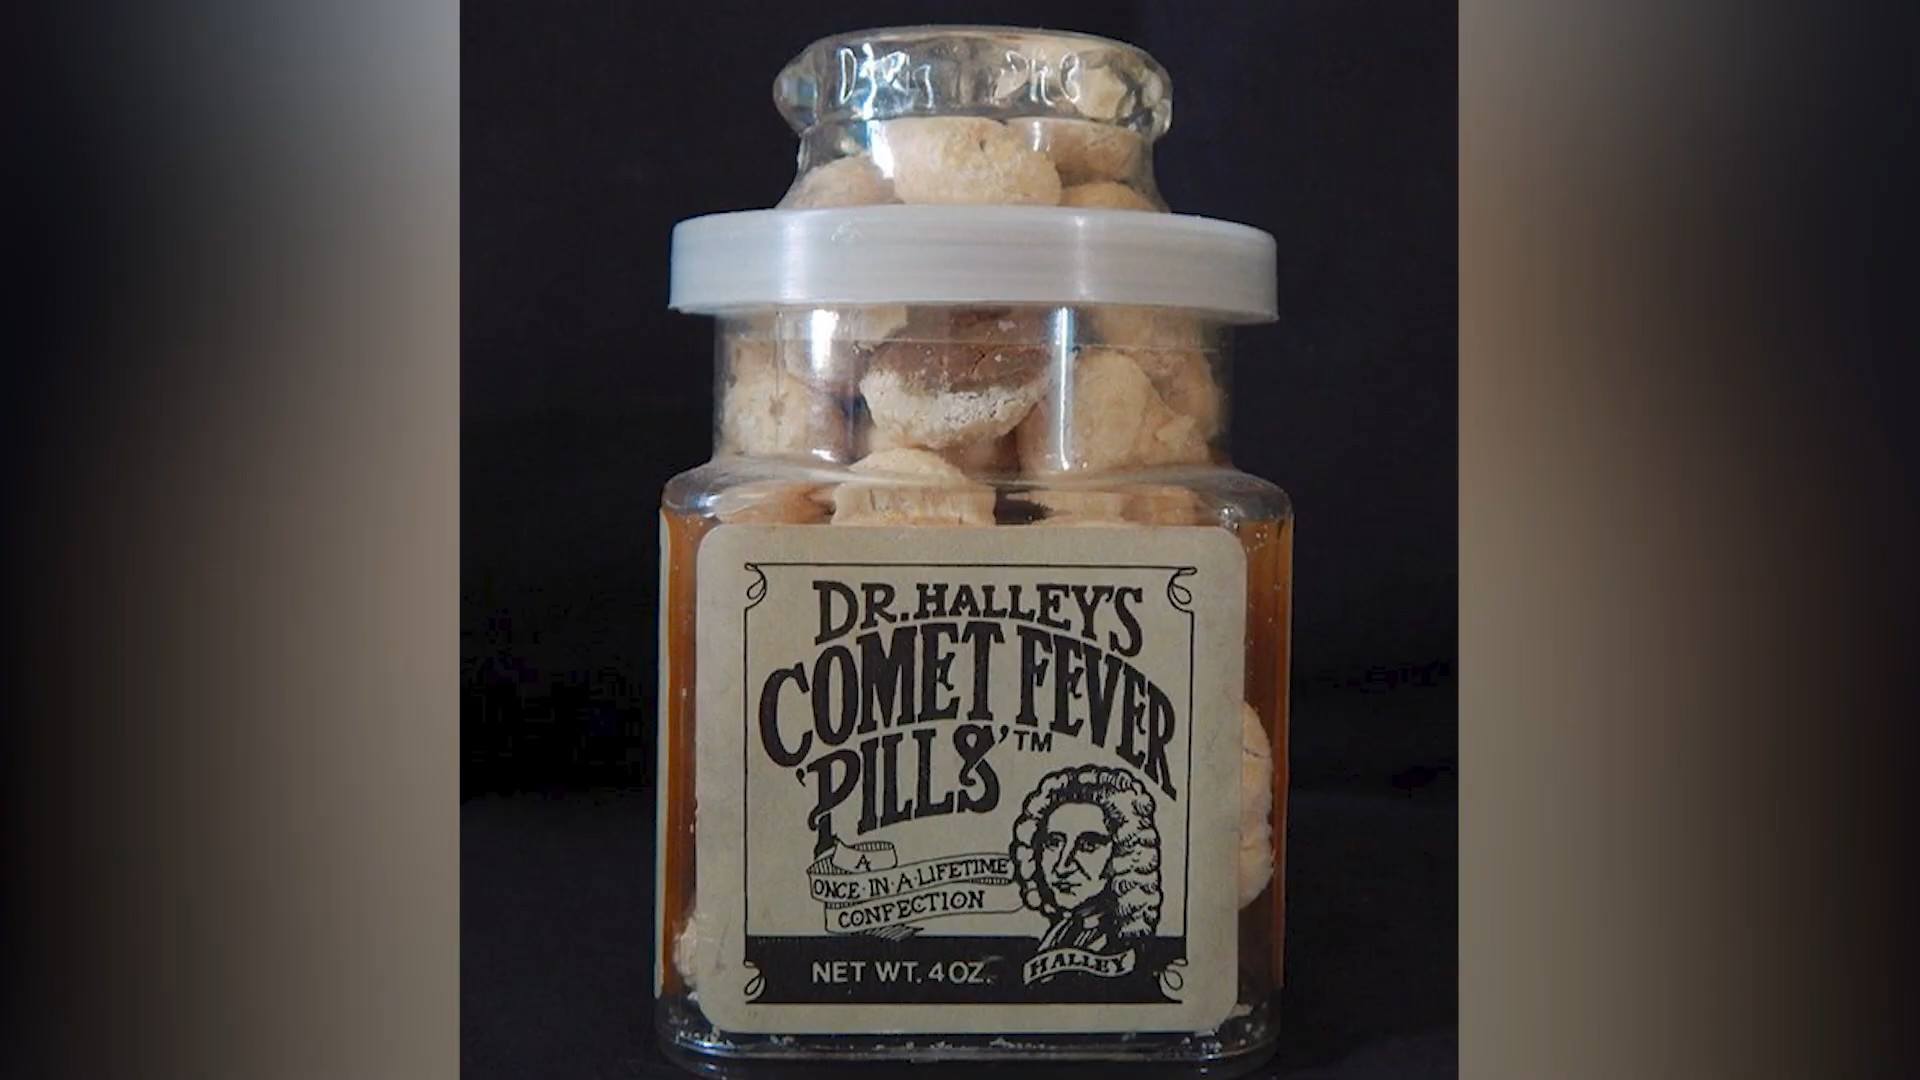 DR. HALLEY'S
COMET FEVER
'PILLS'™
A
ONCE-IN-A-LIFETIME
CONFECTION
HALLEY
NET WT. 4 OZ.